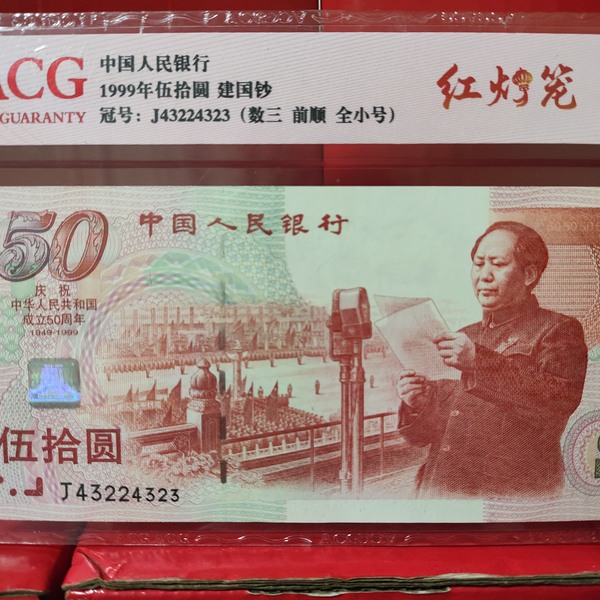 ACG
GUARANTY
中国人民银行
1999年伍拾圆 建国钞
冠号：J43224323（数三 前顺 全小号）
红灯笼
50
中国人民银行
庆祝
中华人民共和国
成立50周年
1949-1999
伍拾圆
J43224323